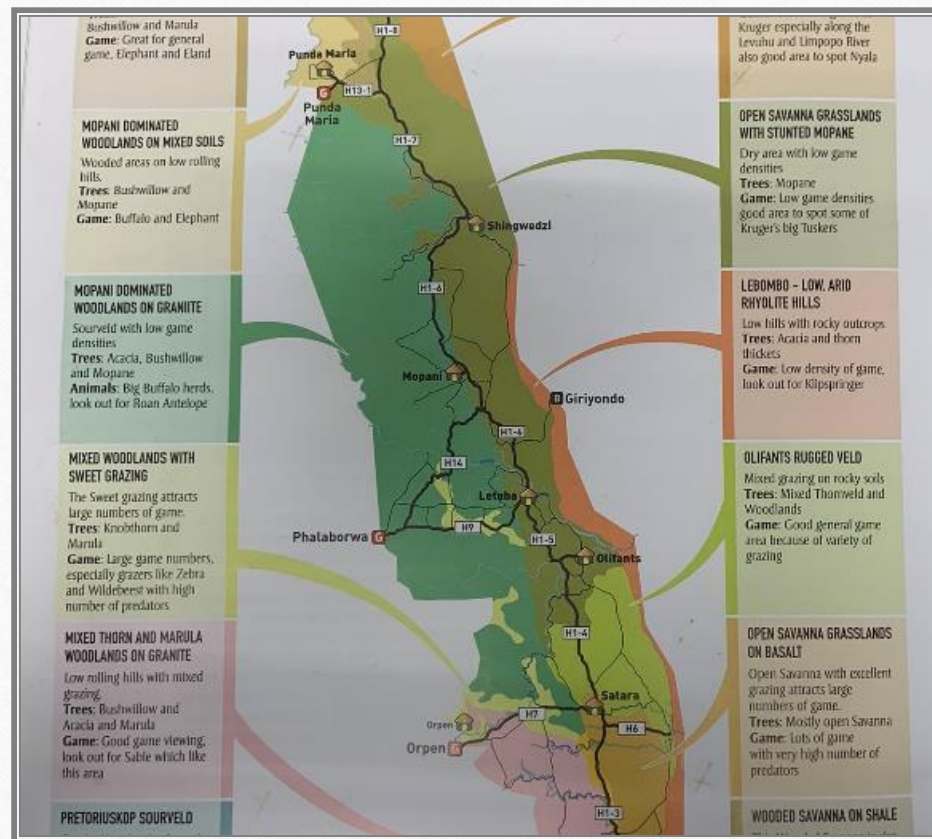 Bushwillow and Marula
Game: Great for general
game, Elephant and Eland
MOPANI DOMINATED
WOODLANDS ON MIXED SOILS
Wooded areas on low rolling
hills.
Trees: Bushwillow and
Mopane
Game: Buffalo and Elephant
MOPANI DOMINATED
WOODLANDS ON GRANIITE
Sourveld with low game
densities
Trees: Acacia, Bushwillow
and Mopane
Animals: Big Buffalo herds,
look out for Roan Antelope
MIXED WOODLANDS WITH
SWEET GRAZING
The Sweet grazing attracts
large numbers of game.
Trees: Knobthorn and
Marula
Game: Large game numbers,
especially grazers like Zebra
and Wildebeest with high
number of predators
MIXED THORN AND MARULA
WOODLANDS ON GRANITE
Low rolling hills with mixed
grazing.
Trees: Bushwillow and
Acacia and Marula
Game: Good game viewing,
look out for Sable which like
this area
PRETORIUSKOP SOURVELD
H1-8
Punda Maria
H13-1
G
Punda
Maria
H1-7
Shingwedzi
H1-6
Mopani
B Giriyondo
H14
Letaba
Phalaborwa G
H9
H1-5
Olifants
H1-4
Satara
Orpen
H7
H6
Orpen G
H1-3
Kruger especially along the
Levuhu and Limpopo River
also good area to spot Nyala
OPEN SAVANNA GRASSLANDS
WITH STUNTED MOPANE
Dry area with low game
densities
Trees: Mopane
Game: Low game densities
good area to spot some of
Kruger's big Tuskers
LEBOMBO - LOW, ARID
RHYOLITE HILLS
Low hills with rocky outcrops
Trees: Acacia and thorn
thickets
Game: Low density of game,
look out for Klipspringer
OLIFANTS RUGGED VELD
Mixed grazing on rocky soils
Trees: Mixed Thornveld and
Woodlands
Game: Good general game
area because of variety of
grazing
OPEN SAVANNA GRASSLANDS
ON BASALT
Open Savanna with excellent
grazing attracts large
numbers of game.
Trees: Mostly open Savanna
Game: Lots of game
with very high number of
predators
WOODED SAVANNA ON SHALE